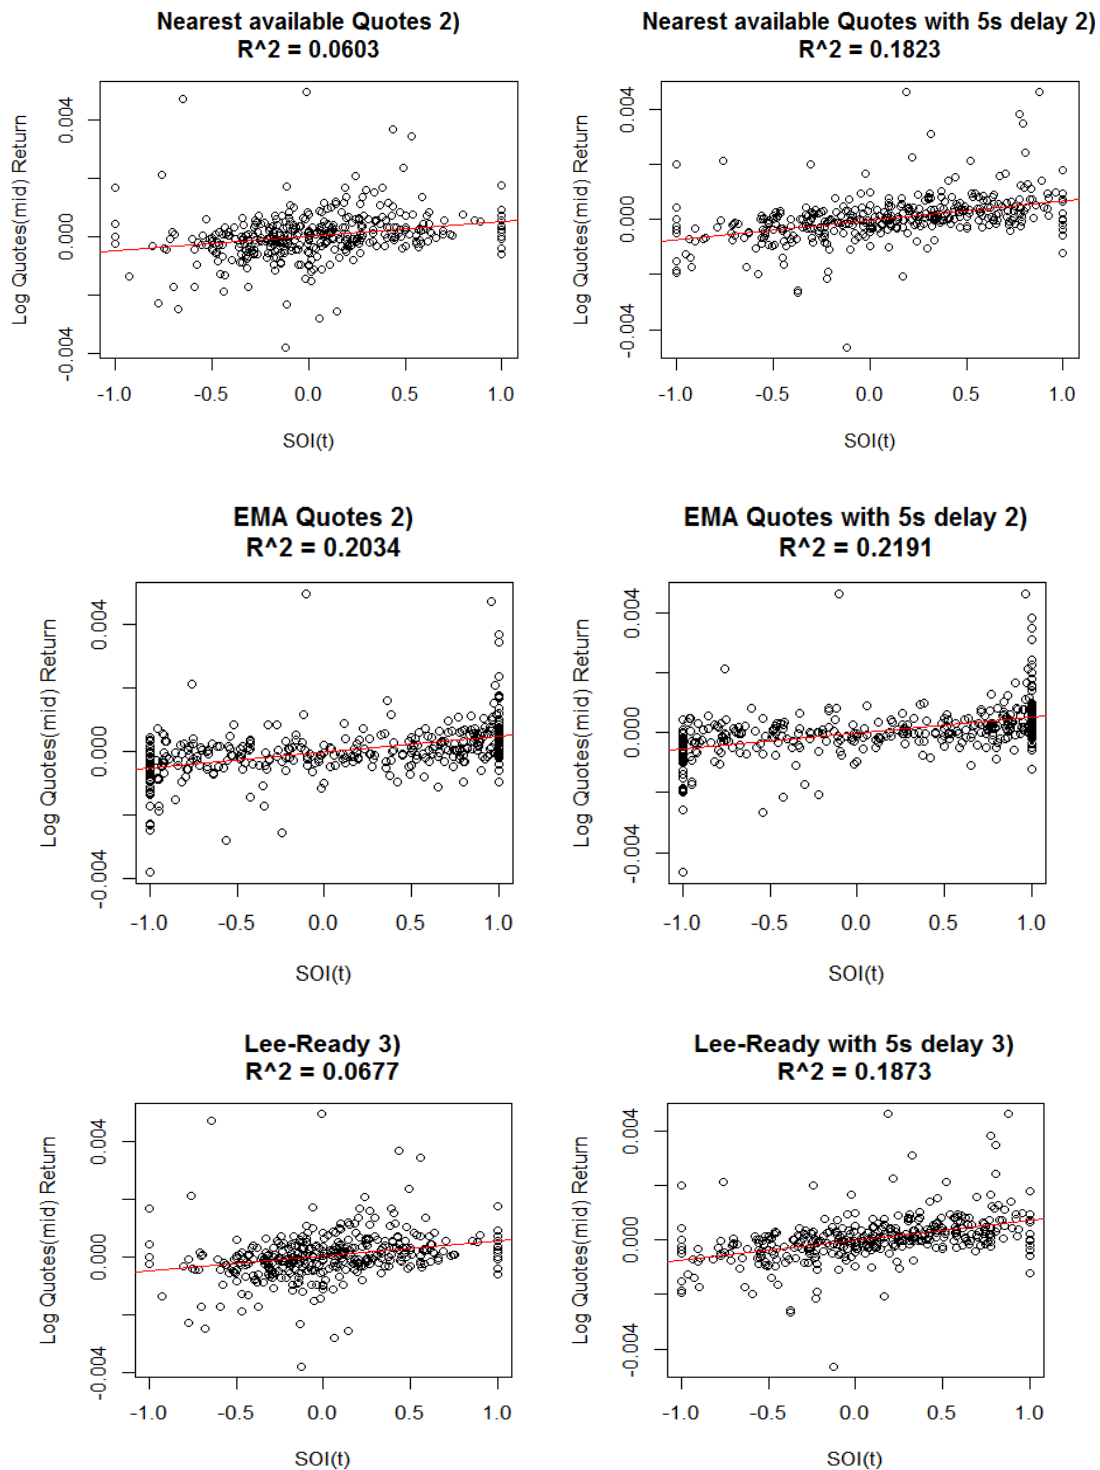 Nearest available Quotes 2)
R^2 = 0.0603
Log Quotes(mid) Return
0.004
0.000
-0.004
-1.0 -0.5 0.0 0.5 1.0
SOI(t)
Nearest available Quotes with 5s delay 2)
R^2 = 0.1823
Log Quotes(mid) Return
0.004
0.000
-0.004
-1.0 -0.5 0.0 0.5 1.0
SOI(t)
EMA Quotes 2)
R^2 = 0.2034
Log Quotes(mid) Return
0.004
0.000
-0.004
-1.0 -0.5 0.0 0.5 1.0
SOI(t)
EMA Quotes with 5s delay 2)
R^2 = 0.2191
Log Quotes(mid) Return
0.004
0.000
-0.004
-1.0 -0.5 0.0 0.5 1.0
SOI(t)
Lee-Ready 3)
R^2 = 0.0677
Log Quotes(mid) Return
0.004
0.000
-0.004
-1.0 -0.5 0.0 0.5 1.0
SOI(t)
Lee-Ready with 5s delay 3)
R^2 = 0.1873
Log Quotes(mid) Return
0.004
0.000
-0.004
-1.0 -0.5 0.0 0.5 1.0
SOI(t)